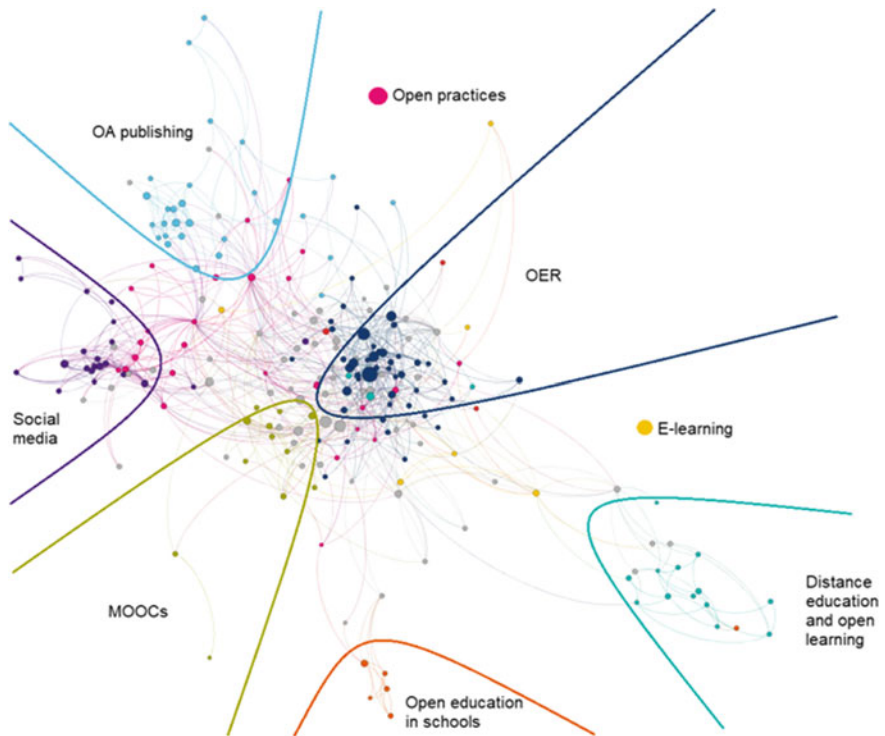 Open practices
OA publishing
OER
Social
media
E-learning
MOOCs
Distance
education
and open
learning
Open education
in schools